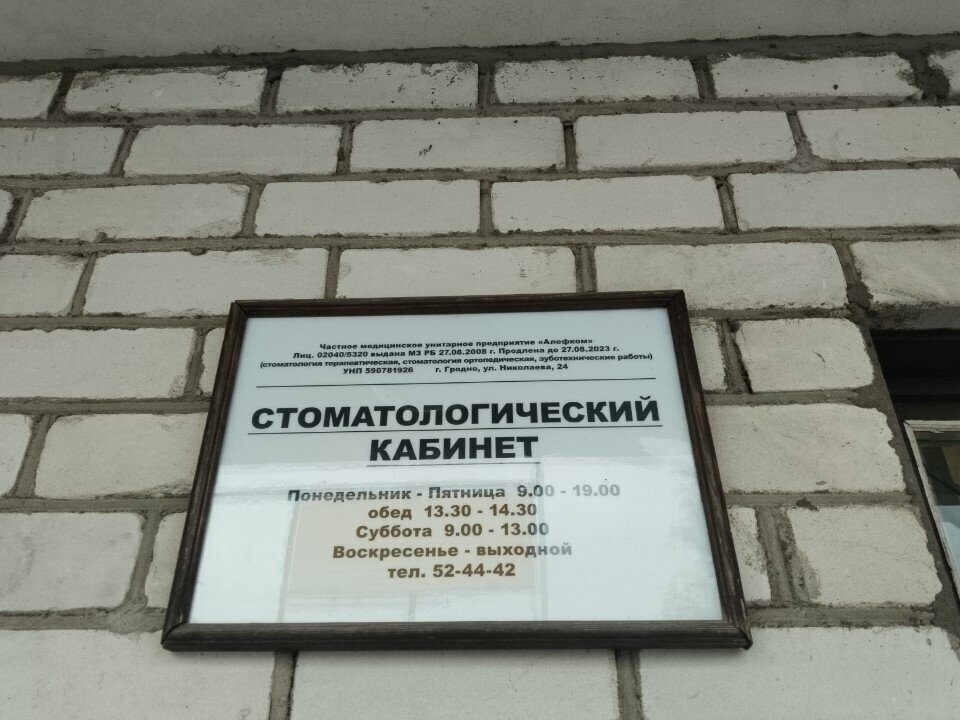 Частное медицинское унитарное предприятие «Алефком»
Лиц. 02040/5320 выдана МЗ РБ 27.08.2008 г. Продлена до 27.08.2023 г.
(стоматология терапевтическая, стоматология ортопедическая, зуботехнические работы)
УНП 590781926 г. Гродно, ул. Николаева, 24
СТОМАТОЛОГИЧЕСКИЙ
КАБИНЕТ
Понедельник - Пятница 9.00 - 19.00
обед 13.30 - 14.30
Суббота 9.00 - 13.00
Воскресенье - выходной
тел. 52-44-42